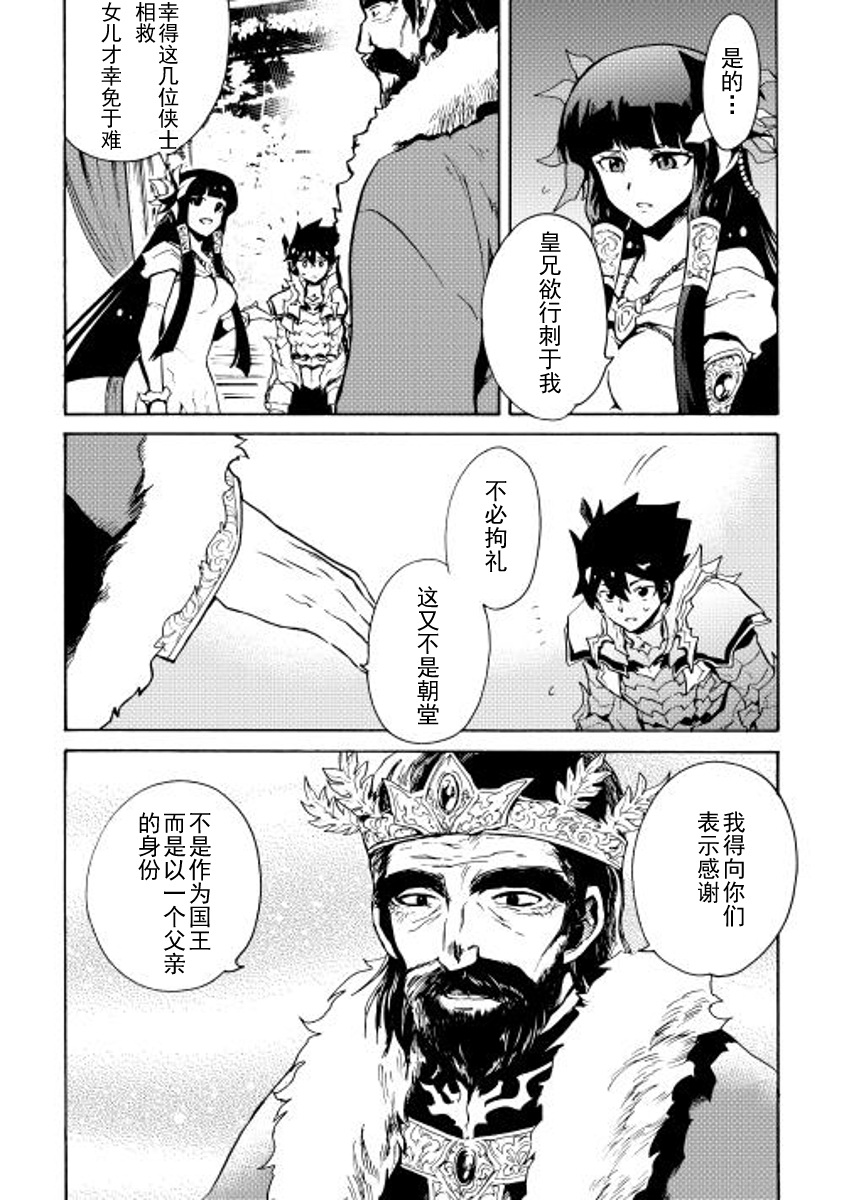 是的…
皇兄欲行刺于我
幸得这几位侠士
相救
女儿才幸免于难
不必拘礼
这又不是朝堂
我得向你们
表示感谢
不是作为国王
而是以一个父亲
的身份